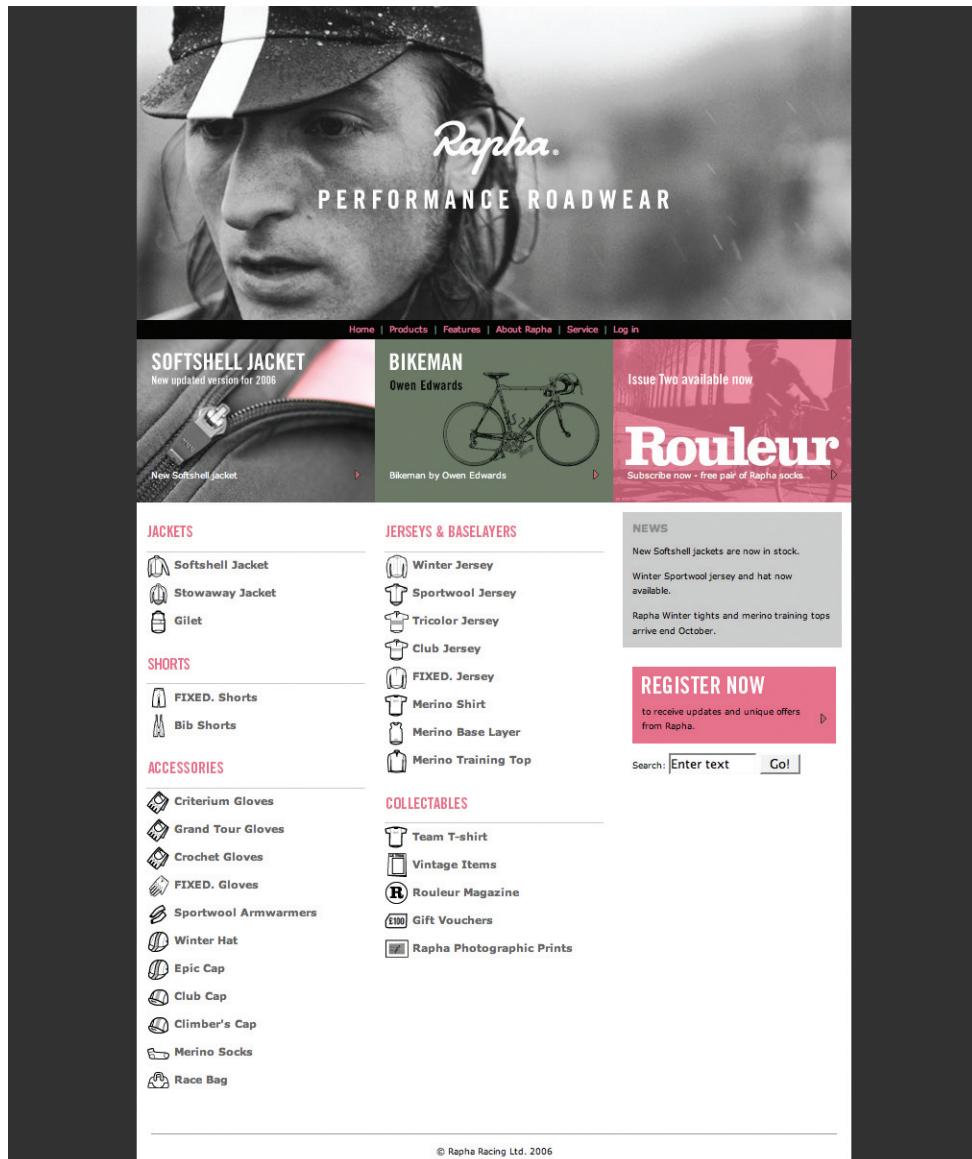 Rapha.
PERFORMANCE ROADWEAR
Home | Products | Features | About Rapha | Service | Log in
SOFTSHELL JACKET
New updated version for 2006
New Softshell jacket
BIKEMAN
Owen Edwards
Bikeman by Owen Edwards
Issue Two available now
Rouleur
Subscribe now - free pair of Rapha socks...
JACKETS
Softshell Jacket
Stowaway Jacket
Gilet
SHORTS
FIXED. Shorts
Bib Shorts
ACCESSORIES
Criterium Gloves
Grand Tour Gloves
Crochet Gloves
FIXED. Gloves
Sportwool Armwarmers
Winter Hat
Epic Cap
Club Cap
Climber's Cap
Merino Socks
Race Bag
JERSEYS & BASELAYERS
Winter Jersey
Sportwool Jersey
Tricolor Jersey
Club Jersey
FIXED. Jersey
Merino Shirt
Merino Base Layer
Merino Training Top
COLLECTABLES
Team T-shirt
Vintage Items
R
Rouleur Magazine
£100
Gift Vouchers
Rapha Photographic Prints
NEWS
New Softshell jackets are now in stock.
Winter Sportwool jersey and hat now
available.
Rapha Winter tights and merino training tops
arrive end October.
REGISTER NOW
to receive updates and unique offers
from Rapha.
Search: Enter text Go!
© Rapha Racing Ltd. 2006